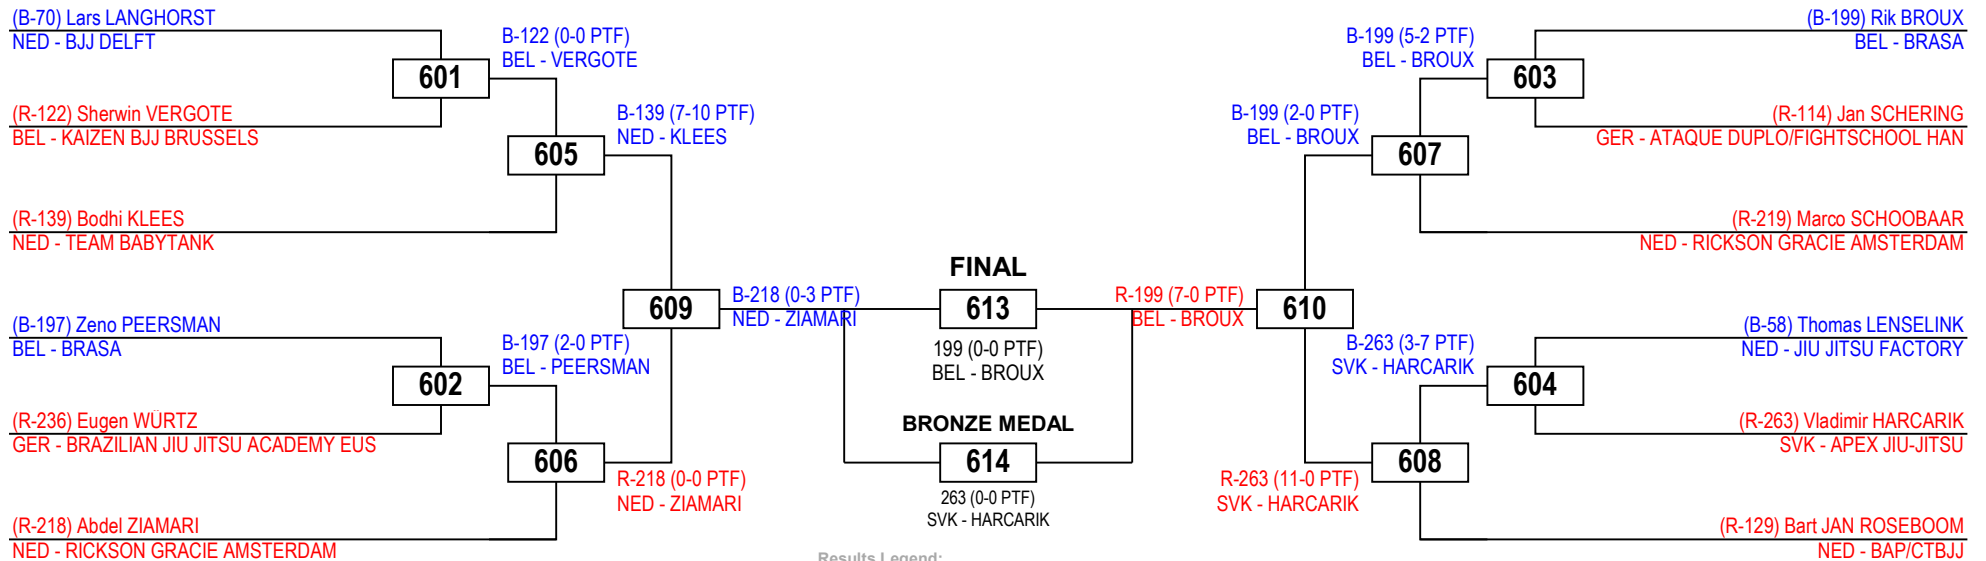 (B-70) Lars LANGHORST
NED - BJJ DELFT
601
(R-122) Sherwin VERGOTE
BEL - KAIZEN BJJ BRUSSELS
B-122 (0-0 PTF)
BEL - VERGOTE
605
B-139 (7-10 PTF)
NED - KLEES
(R-139) Bodhi KLEES
NED - TEAM BABYTANK
609
B-218 (0-3 PTF)
NED - ZIAMARI
(B-197) Zeno PEERSMAN
BEL - BRASA
602
(R-236) Eugen WÜRTZ
GER - BRAZILIAN JIU JITSU ACADEMY EUS
B-197 (2-0 PTF)
BEL - PEERSMAN
606
R-218 (0-0 PTF)
NED - ZIAMARI
(R-218) Abdel ZIAMARI
NED - RICKSON GRACIE AMSTERDAM
FINAL
613
199 (0-0 PTF)
BEL - BROUX
BRONZE MEDAL
614
263 (0-0 PTF)
SVK - HARCARIK
Results Legend:
(B-199) Rik BROUX
BEL - BRASA
603
(R-114) Jan SCHERING
GER - ATAQUE DUPLO/FIGHTSCHOOL HAN
B-199 (5-2 PTF)
BEL - BROUX
607
B-199 (2-0 PTF)
BEL - BROUX
(R-219) Marco SCHOOBAAR
NED - RICKSON GRACIE AMSTERDAM
610
R-199 (7-0 PTF)
BEL - BROUX
(B-58) Thomas LENSELINK
NED - JIU JITSU FACTORY
604
(R-263) Vladimir HARCARIK
SVK - APEX JIU-JITSU
B-263 (3-7 PTF)
SVK - HARCARIK
608
R-263 (11-0 PTF)
SVK - HARCARIK
(R-129) Bart JAN ROSEBOOM
NED - BAP/CTBJJ